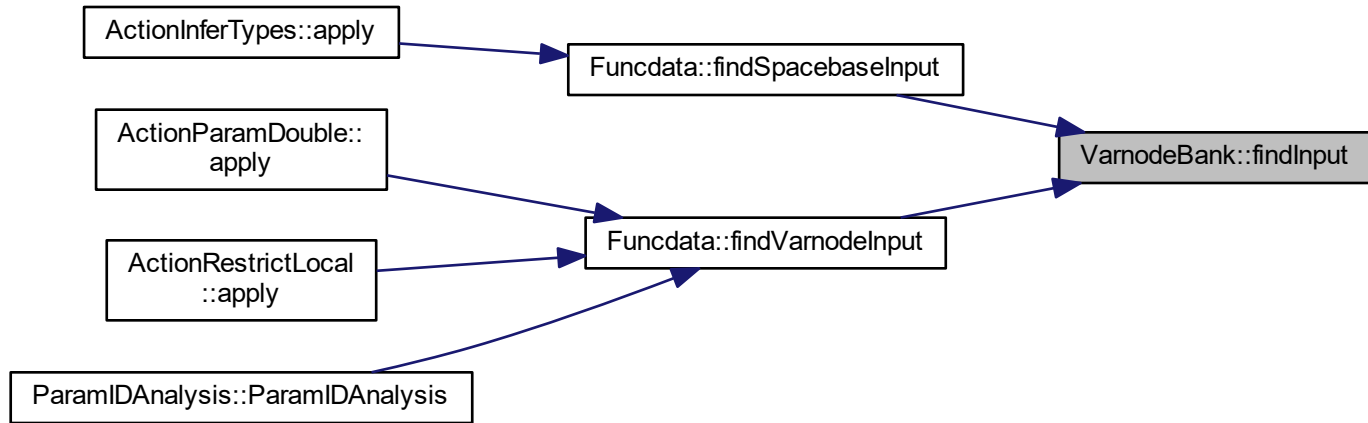 ActionInferTypes::apply
Funcdata::findSpacebaseInput
ActionParamDouble::
apply
VarnodeBank::findInput
Funcdata::findVarnodeInput
ActionRestrictLocal
::apply
ParamIDAnalysis::ParamIDAnalysis